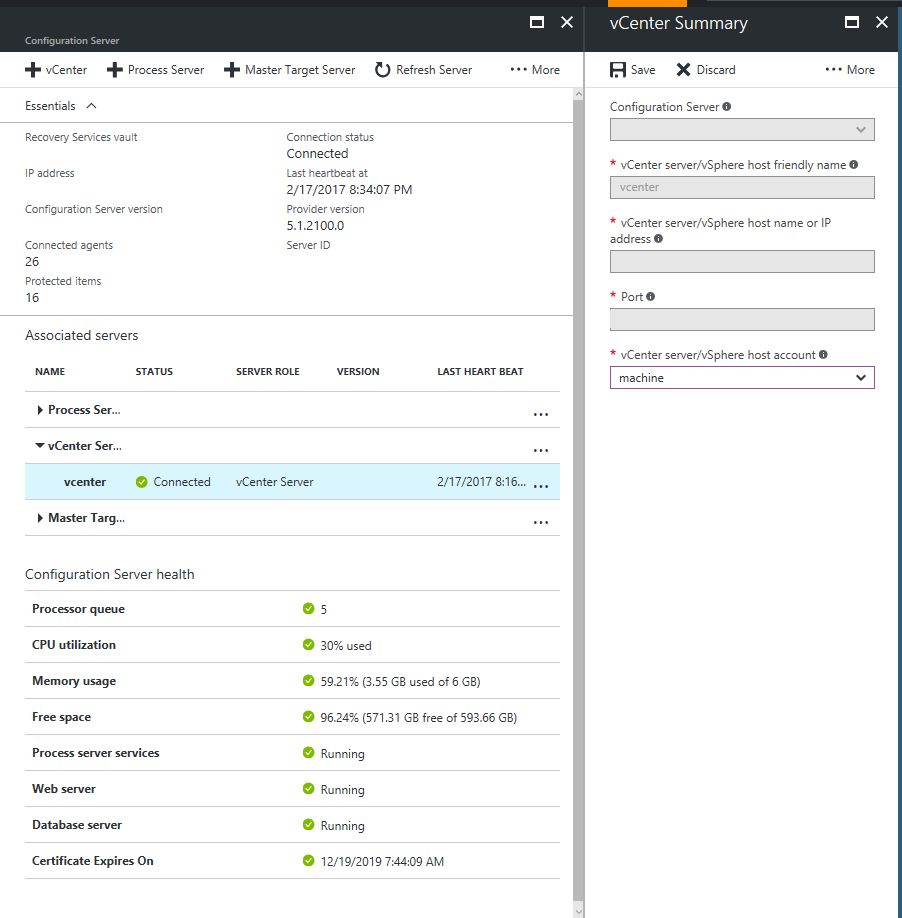 Configuration Server
vCenter
Process Server
Master Target Server
Refresh Server
··· More
Essentials
Recovery Services vault
Connection status
Connected
IP address
Last heartbeat at
2/17/2017 8:34:07 PM
Configuration Server version
Provider version
5.1.2100.0
Connected agents
Server ID
26
Protected items
16
Associated servers
NAME STATUS SERVER ROLE VERSION LAST HEART BEAT
Process Ser... ...
vCenter Ser... ...
vcenter Connected vCenter Server 2/17/2017 8:16... ...
Master Targ... ...
Configuration Server health
Processor queue 5
CPU utilization 30% used
Memory usage 59.21% (3.55 GB used of 6 GB)
Free space 96.24% (571.31 GB free of 593.66 GB)
Process server services Running
Web server Running
Database server Running
Certificate Expires On 12/19/2019 7:44:09 AM
vCenter Summary
Save
Discard
··· More
Configuration Server
* vCenter server/vSphere host friendly name
vcenter
* vCenter server/vSphere host name or IP
address
* Port
* vCenter server/vSphere host account
machine